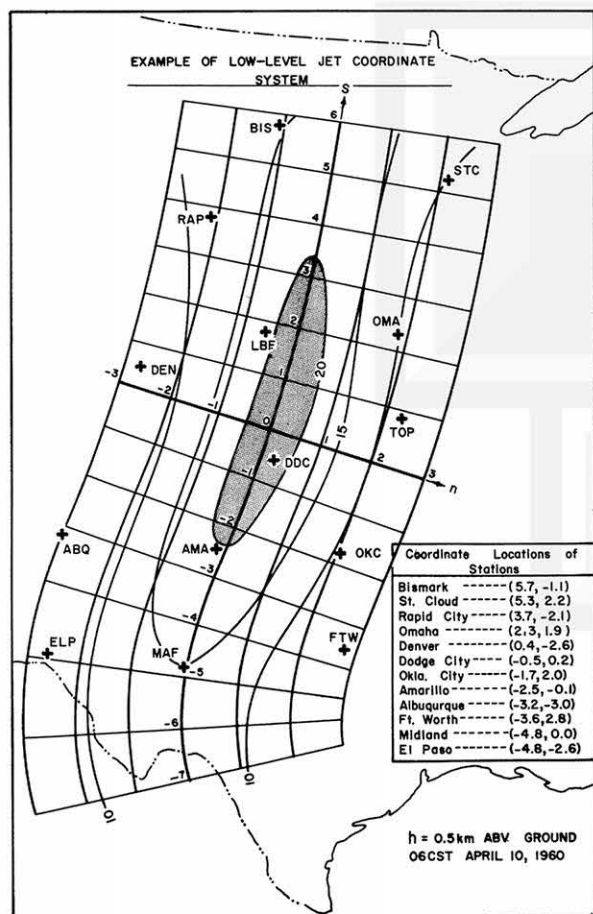 EXAMPLE OF LOW-LEVEL JET COORDINATE
SYSTEM
S
6
BIS
5
STC
RAP
4
3
2
OMA
LBF
20
DEN
1
-3
-2
-1
0
TOP
1
15
2
DDC
3
n
-1
-2
ABQ
AMA
OKC
-3
-4
FTW
ELP
MAF
-5
-6
-7
10
10
Coordinate Locations of
Stations
Bismark ------(5.7, -1.1)
St. Cloud ------(5.3, 2.2)
Rapid City ------(3.7, -2.1)
Omaha ------(2.3, 1.9)
Denver ------(0.4, -2.6)
Dodge City ------(-0.5, 0.2)
Okla. City ------(-1.7, 2.0)
Amarillo ------(-2.5, -0.1)
Albuqurque ------(-3.2, -3.0)
Ft. Worth ------(-3.6, 2.8)
Midland ------(-4.8, 0.0)
El Paso ------(-4.8, -2.6)
h = 0.5km ABV. GROUND
06CST APRIL 10, 1960